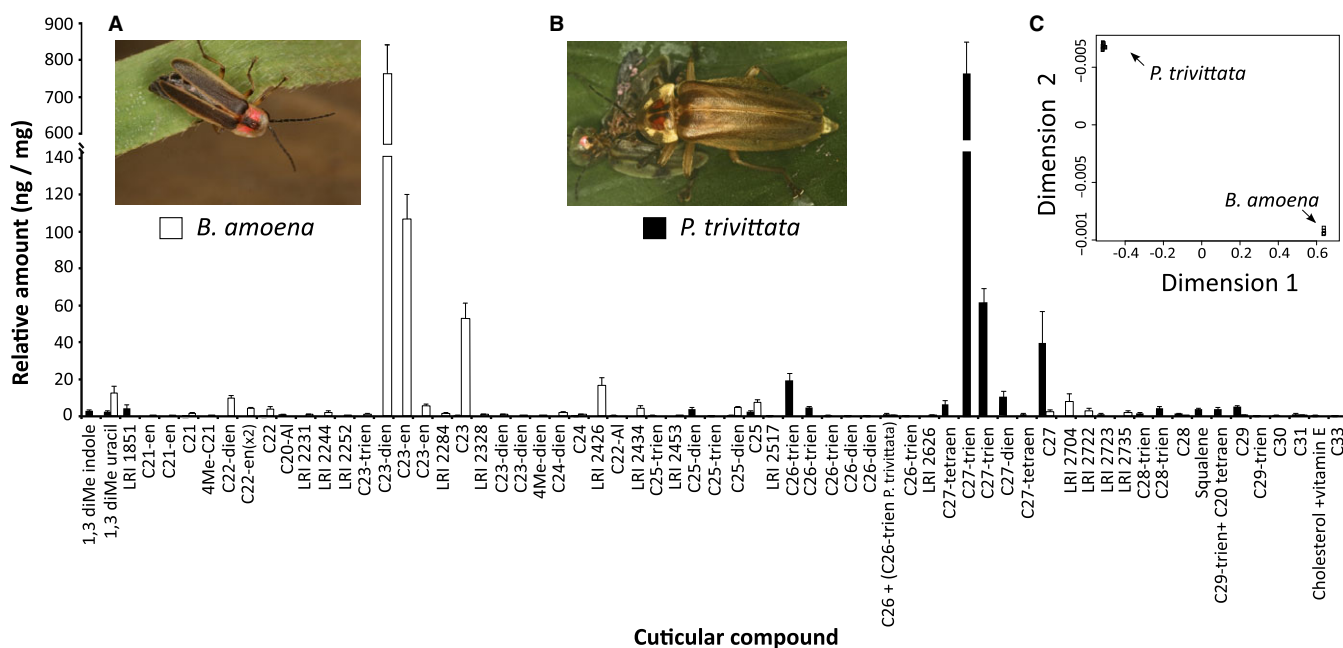 A
B
C
900
800
700
600
140
120
100
80
60
40
20
0
Relative amount (ng / mg)
B. amoena
P. trivittata
Dimension 2
−0.005
0
−0.005
−0.001
P. trivittata
B. amoena
-0.4
-0.2
0
0.2
0.4
0.6
Dimension 1
1,3 diMe indole
1,3 diMe uracil
LRI 1851
C21-en
C21-en
C21
4Me-C21
C22-dien
C22-en(x2)
C22
C20-Al
LRI 2231
LRI 2244
LRI 2252
C23-trien
C23-dien
C23-en
C23-en
LRI 2284
C23
LRI 2328
C23-dien
C23-dien
4Me-dien
C24-dien
C24
LRI 2426
C22-Al
LRI 2434
C25-trien
LRI 2453
C25-dien
C25-trien
C25-dien
C25
LRI 2517
C26-trien
C26-trien
C26-trien
C26-dien
C26-dien
C26 + (C26-trien P. trivittata)
C26-trien
LRI 2626
C27-tetraen
C27-trien
C27-trien
C27-dien
C27-tetraen
C27
LRI 2704
LRI 2722
LRI 2723
LRI 2735
C28-trien
C28-trien
C28
Squalene
C29-trien+ C20 tetraen
C29
C29-trien
C30
C31
Cholesterol +vitamin E
C33
Cuticular compound